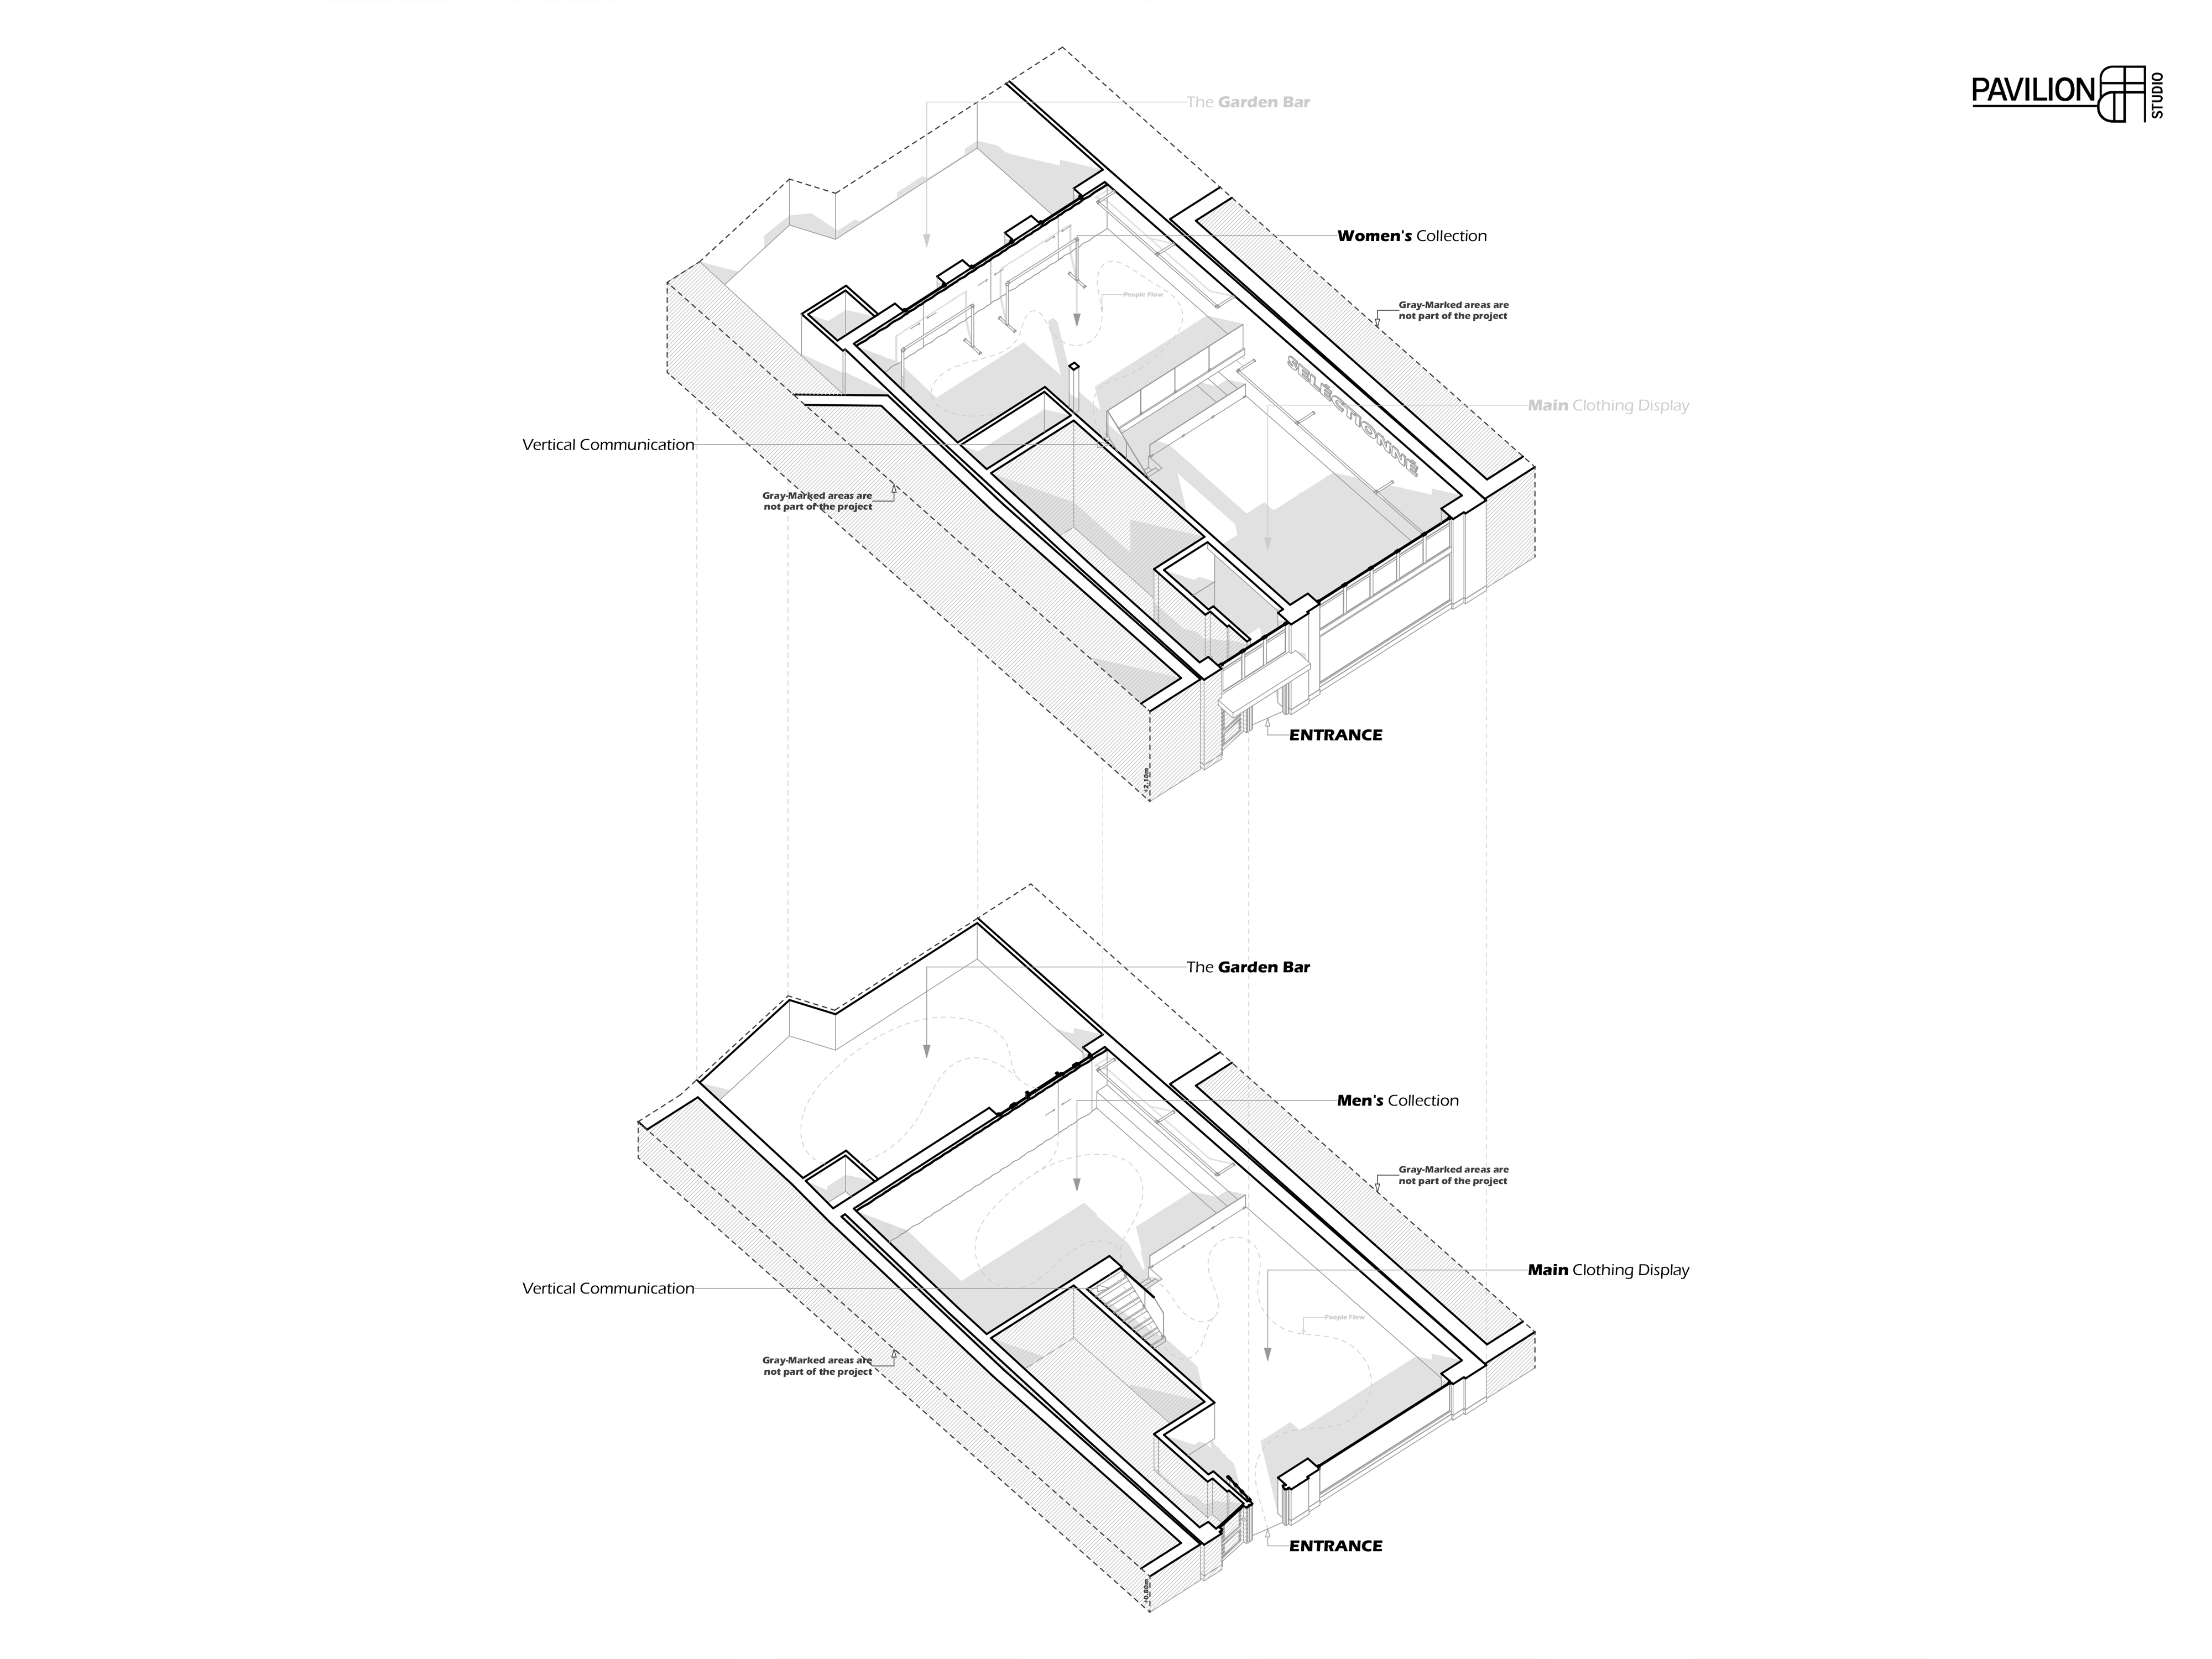 PAVILION
STUDIO
The Garden Bar
Women's Collection
People Flow
Gray-Marked areas are
not part of the project
SELÉCTIONNÉ
Main Clothing Display
Vertical Communication
Gray-Marked areas are
not part of the project
ENTRANCE
+2.10m
The Garden Bar
Men's Collection
Gray-Marked areas are
not part of the project
Main Clothing Display
Vertical Communication
People Flow
Gray-Marked areas are
not part of the project
ENTRANCE
+0.80m